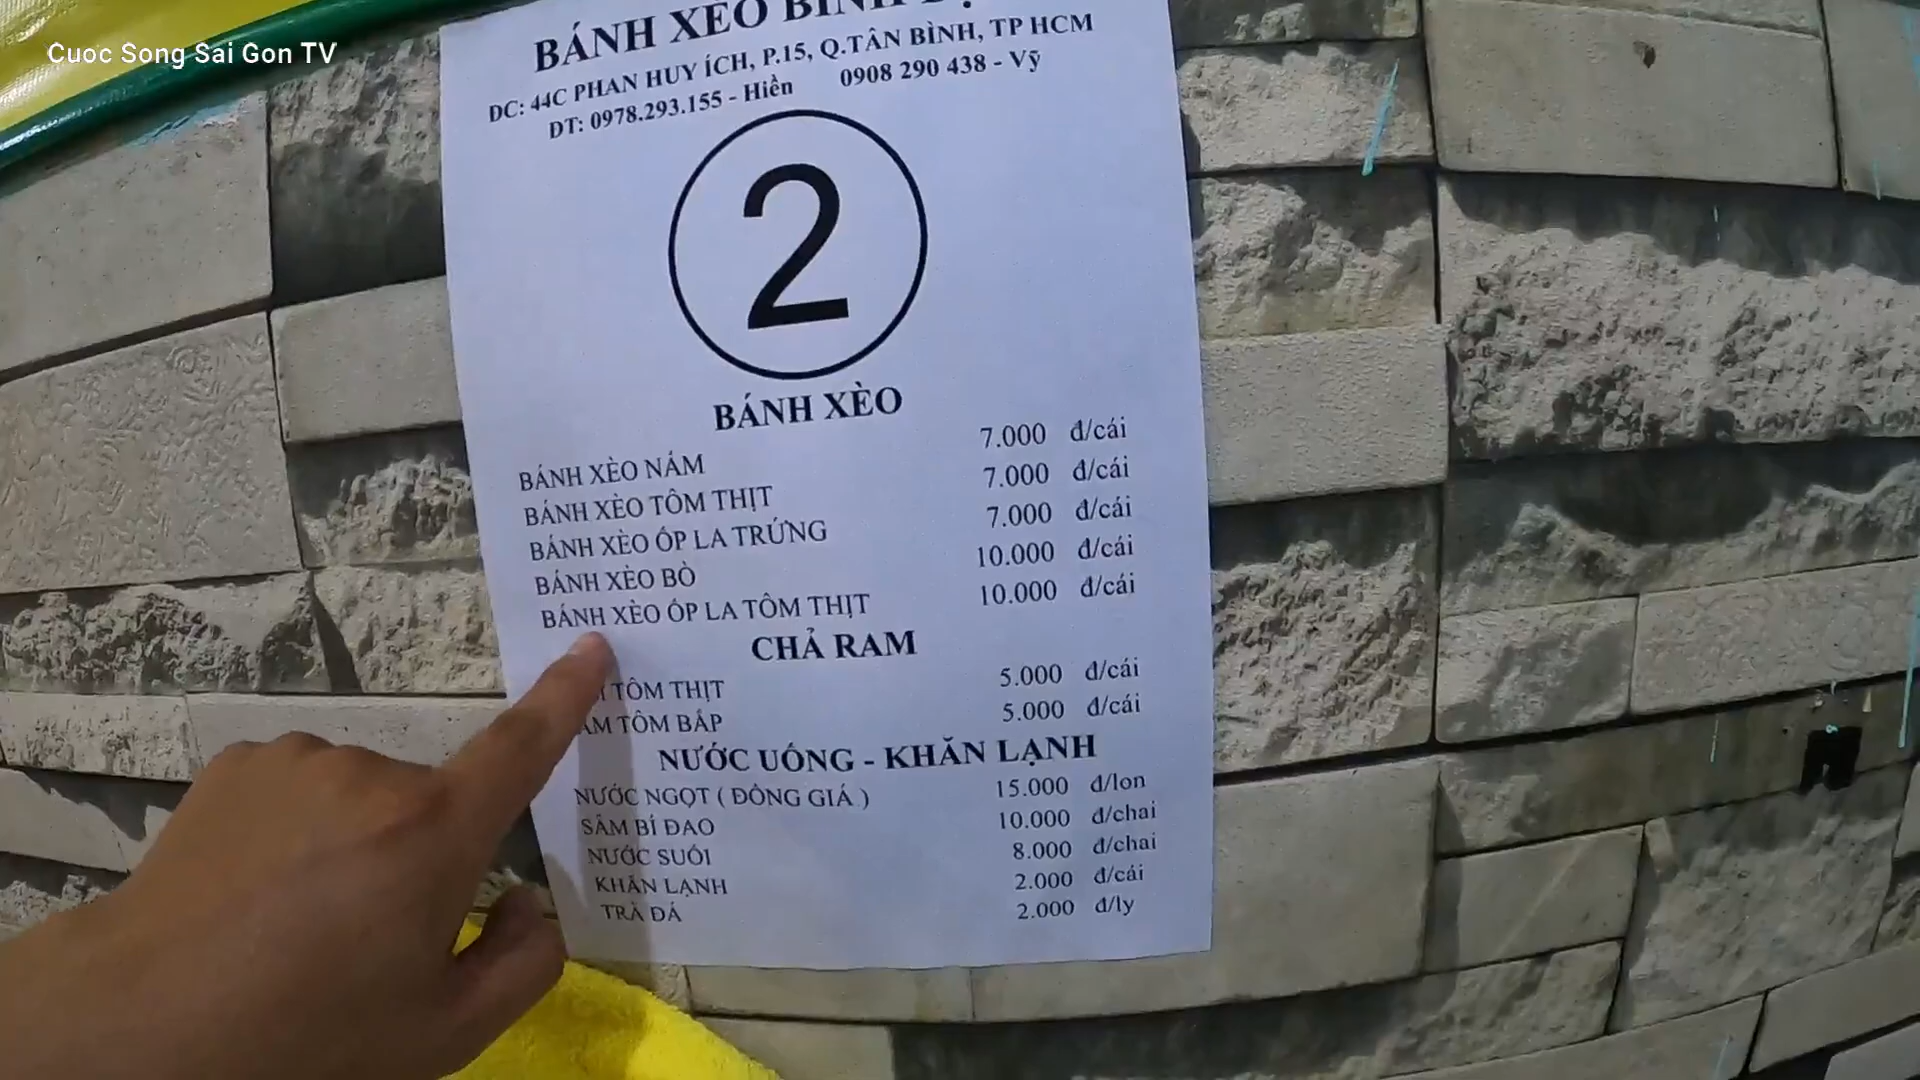 Cuoc Song Sai Gon TV
BÁNH XÈO BÌNH
ĐC: 44C PHAN HUY ÍCH, P.15, Q.TÂN BÌNH, TP HCM
ĐT: 0978.293.155 - Hiền 0908 290 438 - Vỹ
2
BÁNH XÈO
BÁNH XÈO NẤM 7.000 đ/cái
BÁNH XÈO TÔM THỊT 7.000 đ/cái
BÁNH XÈO ỐP LA TRỨNG 7.000 đ/cái
BÁNH XÈO BÒ 10.000 đ/cái
BÁNH XÈO ỐP LA TÔM THỊT 10.000 đ/cái
CHẢ RAM
TÔM THỊT 5.000 đ/cái
TÔM BẮP 5.000 đ/cái
NƯỚC UỐNG - KHĂN LẠNH
NƯỚC NGỌT ( ĐỒNG GIÁ ) 15.000 đ/lon
SÂM BÍ ĐAO 10.000 đ/chai
NƯỚC SUỐI 8.000 đ/chai
KHĂN LẠNH 2.000 đ/cái
TRÀ ĐÁ 2.000 đ/ly